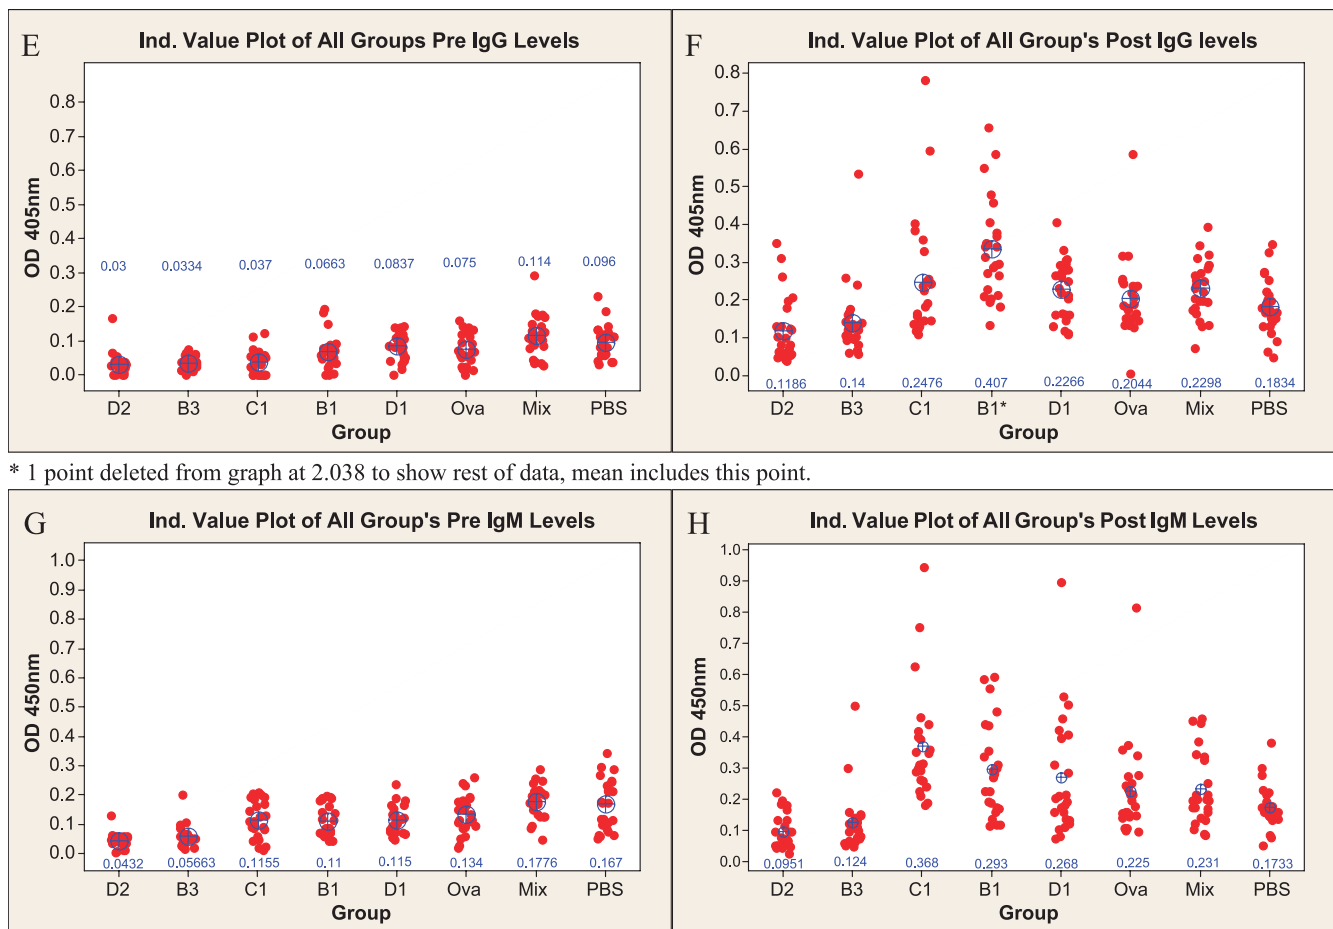 E
Ind. Value Plot of All Groups Pre IgG Levels
OD 405nm
0.8
0.7
0.6
0.5
0.4
0.3
0.2
0.1
0.0
0.03 0.0334 0.037 0.0663 0.0837 0.075 0.114 0.096
D2 B3 C1 B1 D1 Ova Mix PBS
Group
F
Ind. Value Plot of All Group's Post IgG levels
OD 405nm
0.8
0.7
0.6
0.5
0.4
0.3
0.2
0.1
0.0
0.1186 0.14 0.2476 0.407 0.2266 0.2044 0.2298 0.1834
D2 B3 C1 B1* D1 Ova Mix PBS
Group
* 1 point deleted from graph at 2.038 to show rest of data, mean includes this point.
G
Ind. Value Plot of All Group's Pre IgM Levels
OD 450nm
1.0
0.9
0.8
0.7
0.6
0.5
0.4
0.3
0.2
0.1
0.0
0.0432 0.05663 0.1155 0.11 0.115 0.134 0.1776 0.167
D2 B3 C1 B1 D1 Ova Mix PBS
Group
H
Ind. Value Plot of All Group's Post IgM Levels
OD 450nm
1.0
0.9
0.8
0.7
0.6
0.5
0.4
0.3
0.2
0.1
0.0
0.0951 0.124 0.368 0.293 0.268 0.225 0.231 0.1733
D2 B3 C1 B1 D1 Ova Mix PBS
Group